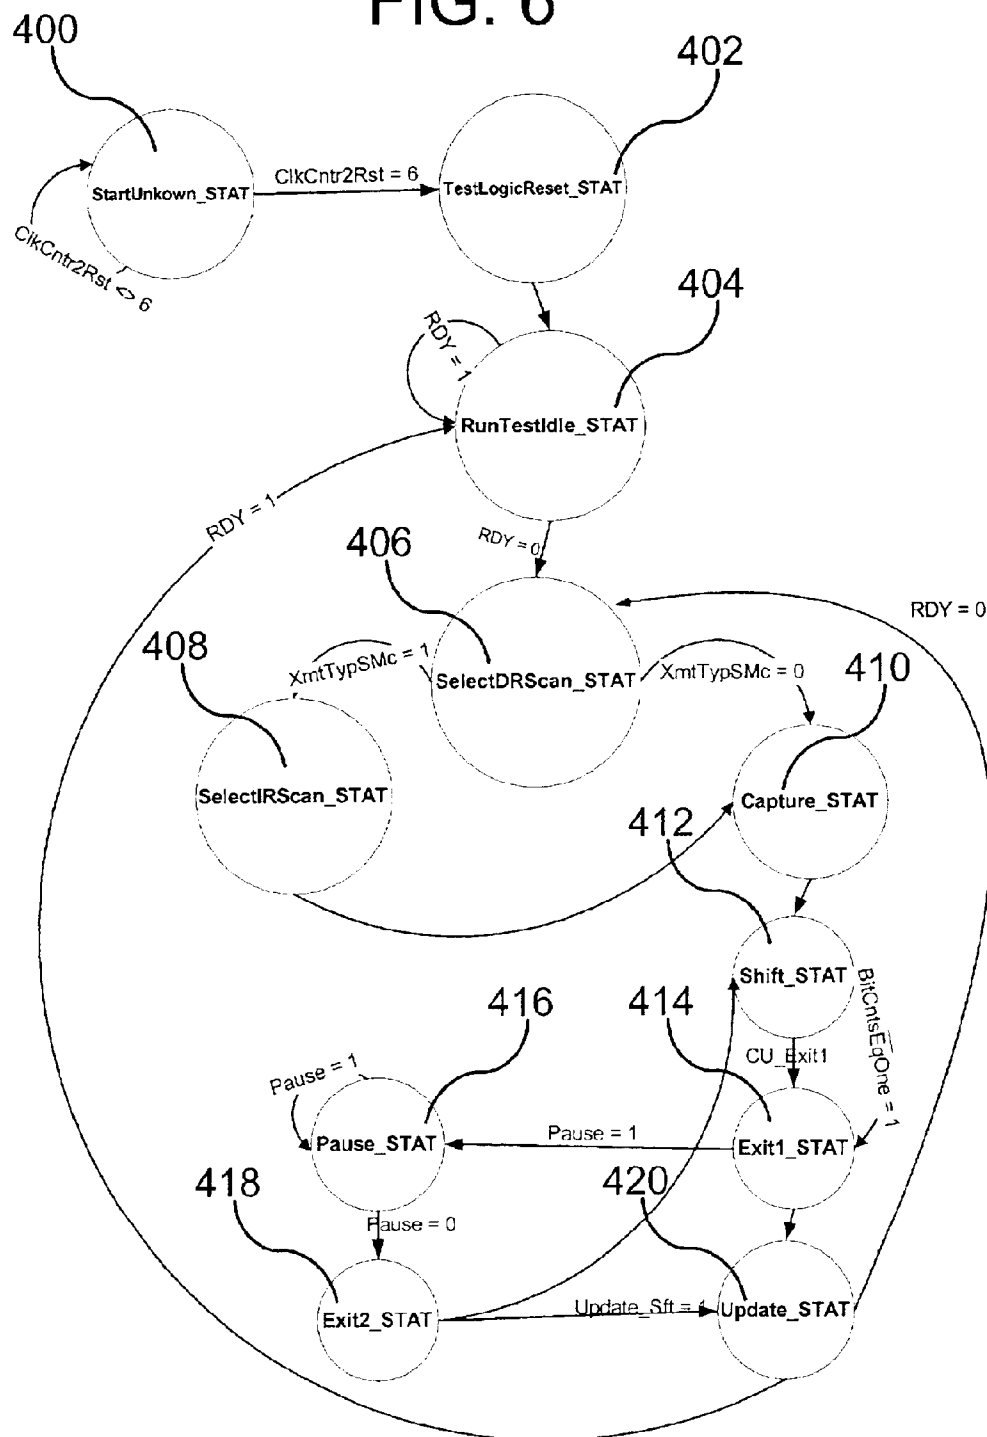 FIG. 6
400
402
StartUnkown_STAT
ClkCntr2Rst = 6
TestLogicReset_STAT
ClkCntr2Rst <> 6
404
RDY = 1
RunTestIdle_STAT
RDY = 1
RDY = 0
406
RDY = 0
408
XmtTypSMc = 1
SelectDRScan_STAT
XmtTypSMc = 0
410
SelectIRScan_STAT
Capture_STAT
412
Shift_STAT
BitCntsEqOne = 1
416
414
CU_Exit1
Pause = 1
Pause_STAT
Pause = 1
Exit1_STAT
418
420
Pause = 0
Exit2_STAT
Update_Sft = 1
Update_STAT